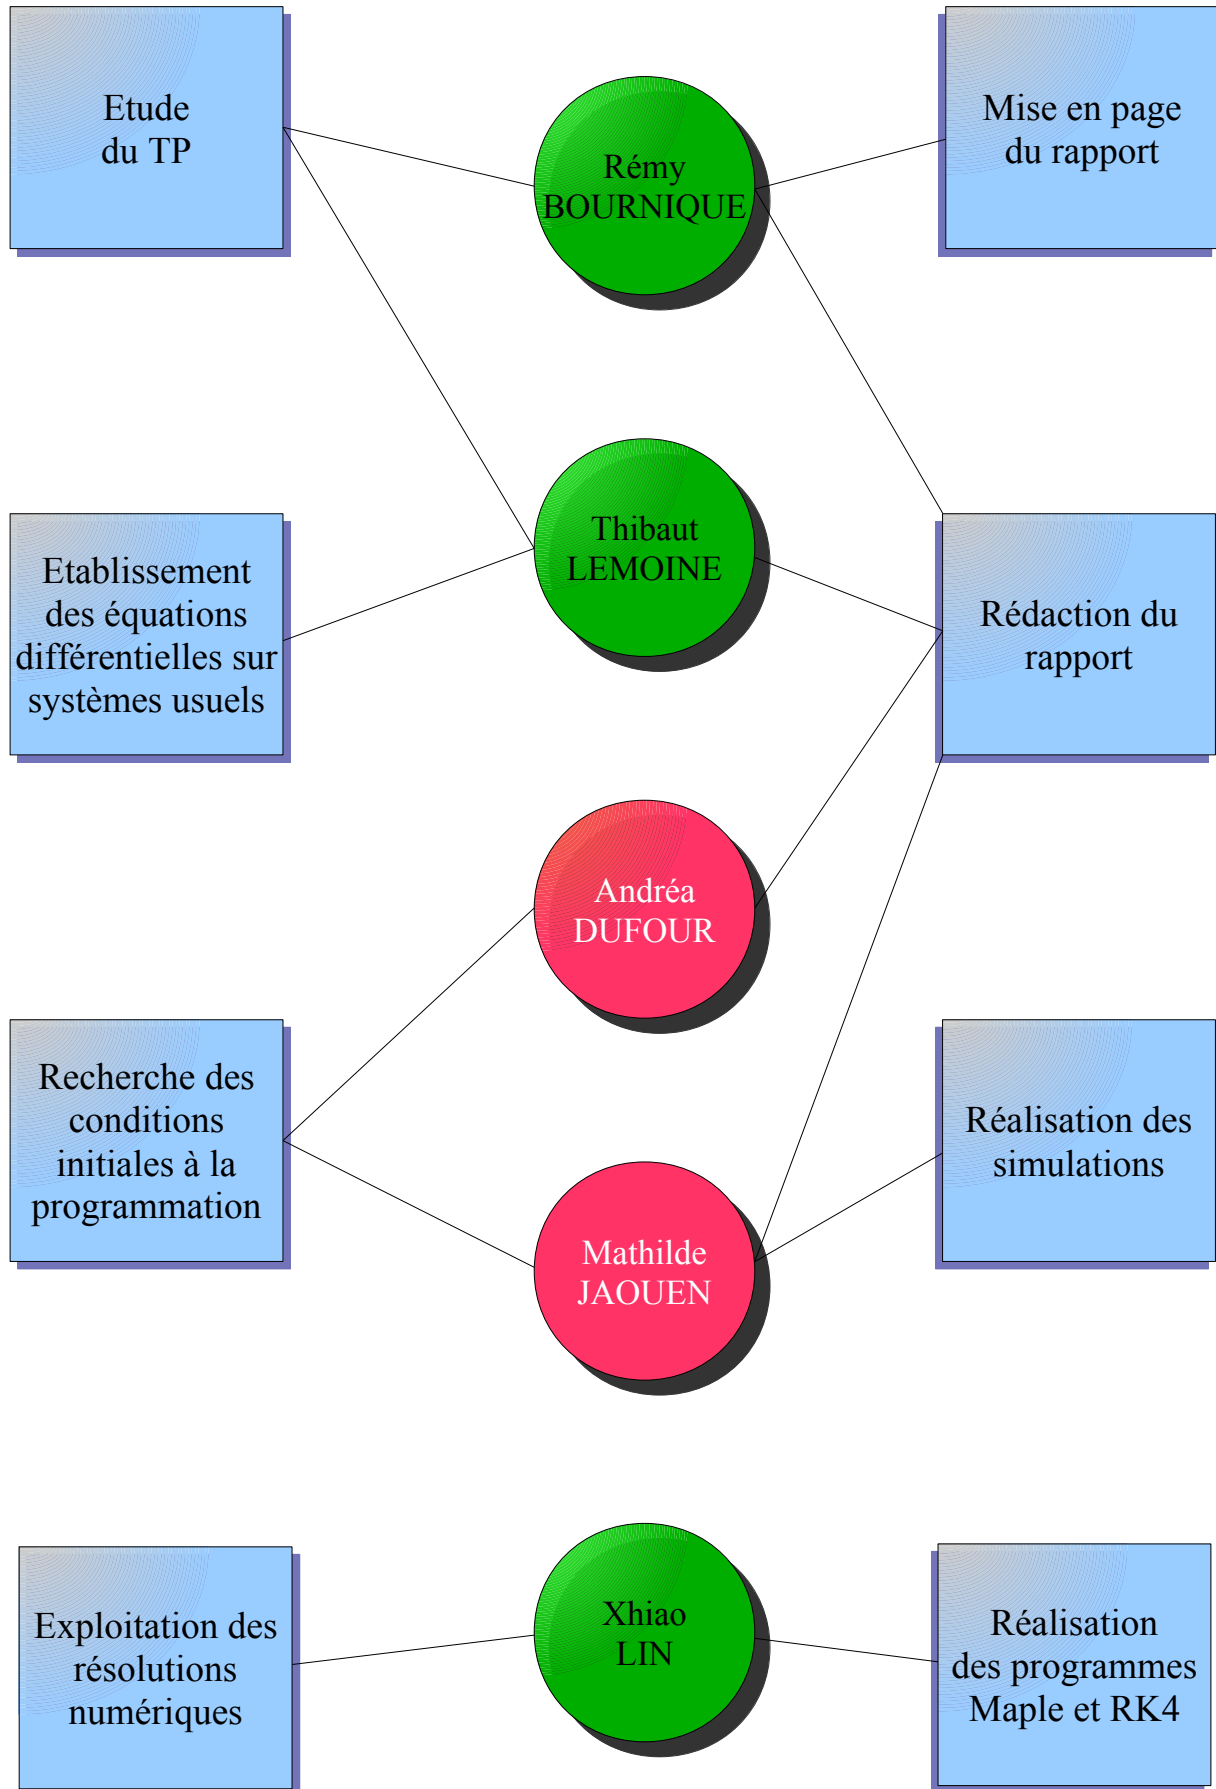 Etude
du TP
Rémy
BOURNIQUE
Mise en page
du rapport
Etablissement
des équations
différentielles sur
systèmes usuels
Thibaut
LEMOINE
Rédaction du
rapport
Andréa
DUFOUR
Recherche des
conditions
initiales à la
programmation
Mathilde
JAOUEN
Réalisation des
simulations
Exploitation des
résolutions
numériques
Xhiao
LIN
Réalisation
des programmes
Maple et RK4